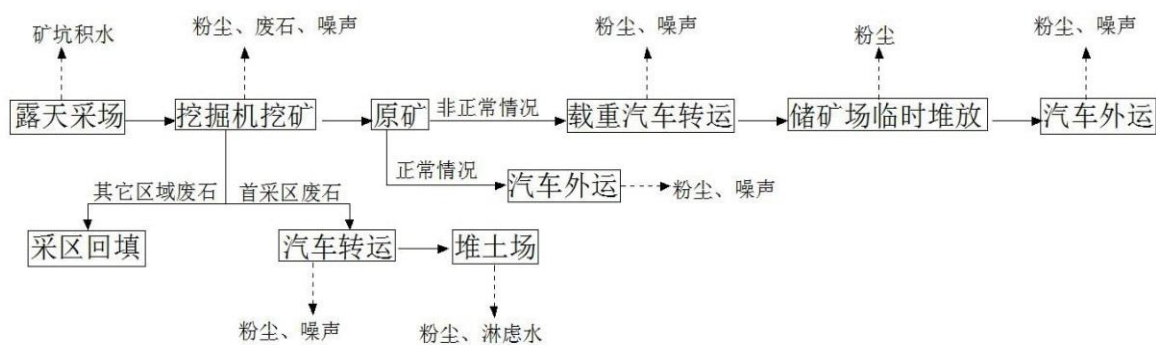 矿坑积水
粉尘、废石、噪声
粉尘、噪声
粉尘
粉尘、噪声
露天采场
挖掘机挖矿
原矿
非正常情况
载重汽车转运
储矿场临时堆放
汽车外运
正常情况
汽车外运
粉尘、噪声
其它区域废石
首采区废石
采区回填
汽车转运
堆土场
粉尘、噪声
粉尘、淋虑水